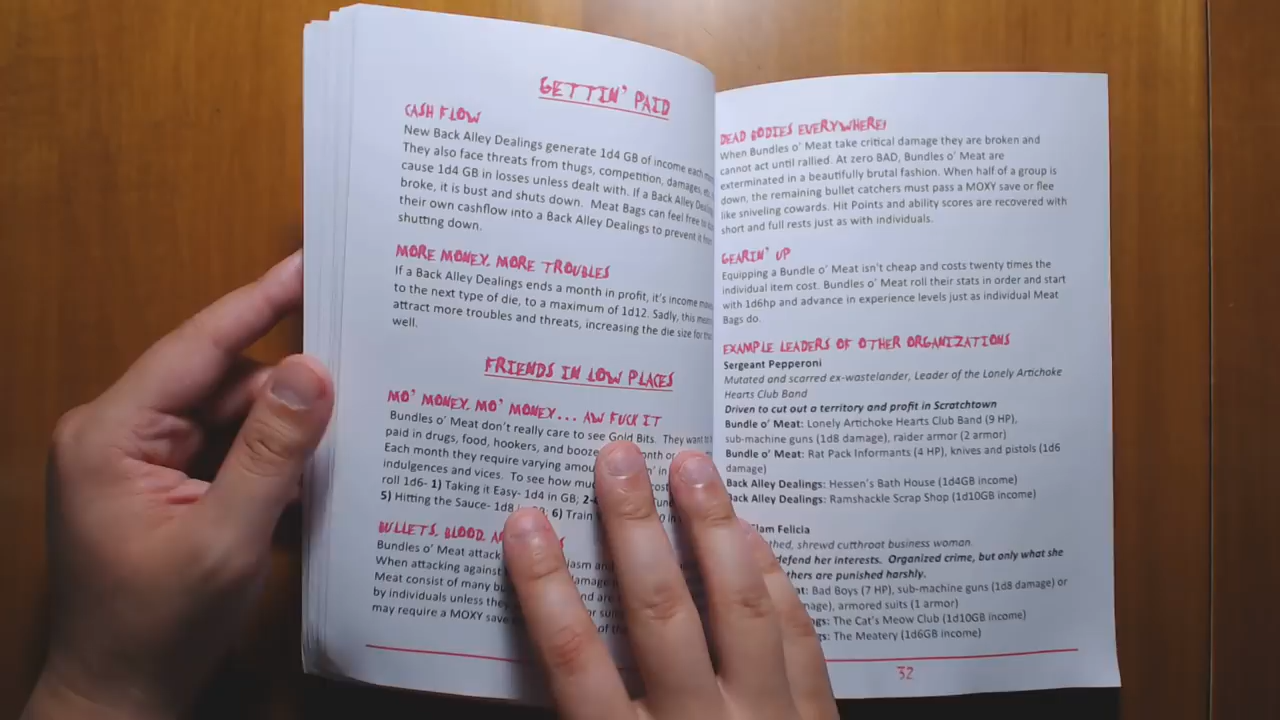 GETTIN' PAID
CASH FLOW
New Back Alley Dealings generate 1d4 GB of income each
They also face threats from thugs, competition, damages,
cause 1d4 GB in losses unless dealt with. If a Back Alley
broke, it is bust and shuts down. Meat Bags can feel free
their own cashflow into a Back Alley Dealings to prevent it
shutting down.
MORE MONEY, MORE TROUBLES
If a Back Alley Dealings ends a month in profit, it's income
to the next type of die, to a maximum of 1d12. Sadly, this
attract more troubles and threats, increasing the die size for
well.
FRIENDS IN LOW PLACES
MO' MONEY, MO' MONEY... AW FUCK IT
Bundles o' Meat don't really care to see Gold Bits. They want
paid in drugs, food, hookers, and booze
Each month they require varying
indulgences and vices. To see how
roll 1d6- 1) Taking it Easy- 1d4 in GB;
5) Hitting the Sauce- 1d8 6) Train
BULLETS, BLOOD,
Bundles o' Meat attack
When attacking against
Meat consist of many
by individuals unless they
may require a MOXY save of the
DEAD BODIES EVERYWHERE!
When Bundles o' Meat take critical damage they are broken and
cannot act until rallied. At zero BAD, Bundles o' Meat are
exterminated in a beautifully brutal fashion. When half of a group is
down, the remaining bullet catchers must pass a MOXY save or flee
like sniveling cowards. Hit Points and ability scores are recovered with
short and full rests just as with individuals.
GEARIN' UP
Equipping a Bundle o' Meat isn't cheap and costs twenty times the
individual item cost. Bundles o' Meat roll their stats in order and start
with 1d6hp and advance in experience levels just as individual Meat
Bags do.
EXAMPLE LEADERS OF OTHER ORGANIZATIONS
Sergeant Pepperoni
Mutated and scarred ex-wastelander, Leader of the Lonely Artichoke
Hearts Club Band
Driven to cut out a territory and profit in Scratchtown
Bundle o' Meat: Lonely Artichoke Hearts Club Band (9 HP),
sub-machine guns (1d8 damage), raider armor (2 armor)
Bundle o' Meat: Rat Pack Informants (4 HP), knives and pistols (1d6
damage)
Back Alley Dealings: Hessen's Bath House (1d4GB income)
Back Alley Dealings: Ramshackle Scrap Shop (1d10GB income)
Felicia
shrewd cutthroat business woman.
defend her interests. Organized crime, but only what she
are punished harshly.
Bad Boys (7 HP), sub-machine guns (1d8 damage) or
armored suits (1 armor)
The Cat's Meow Club (1d10GB income)
The Meatery (1d6GB income)
32